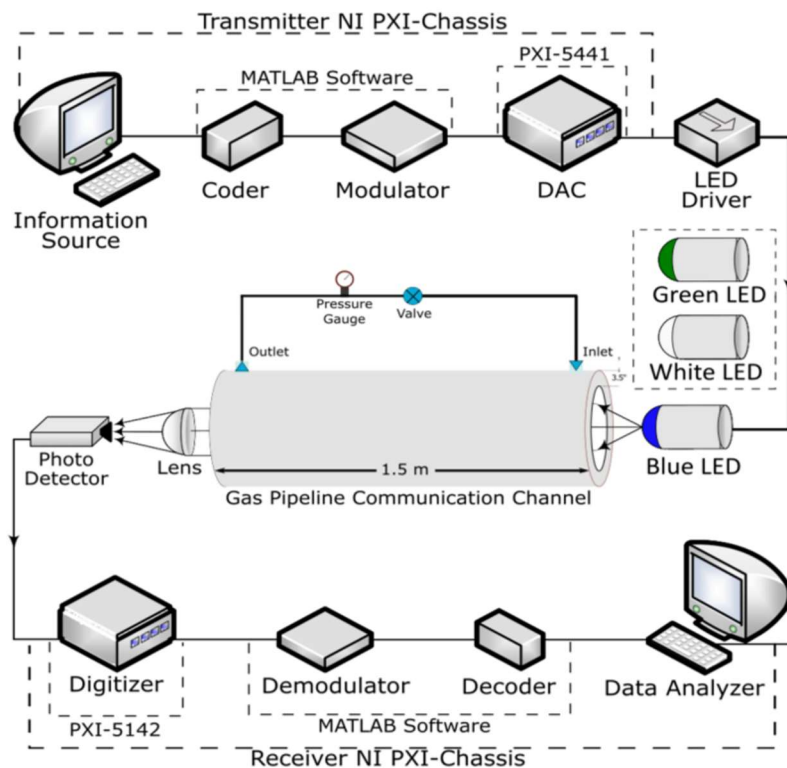 Transmitter NI PXI-Chassis
PXI-5441
MATLAB Software
Coder
Modulator
DAC
LED
Driver
Information
Source
Green LED
White LED
Pressure
Gauge
Valve
Outlet
Inlet
3.5"
Photo
Detector
Lens
1.5 m
Blue LED
Gas Pipeline Communication Channel
Digitizer
Demodulator
Decoder
Data Analyzer
PXI-5142
MATLAB Software
Receiver NI PXI-Chassis